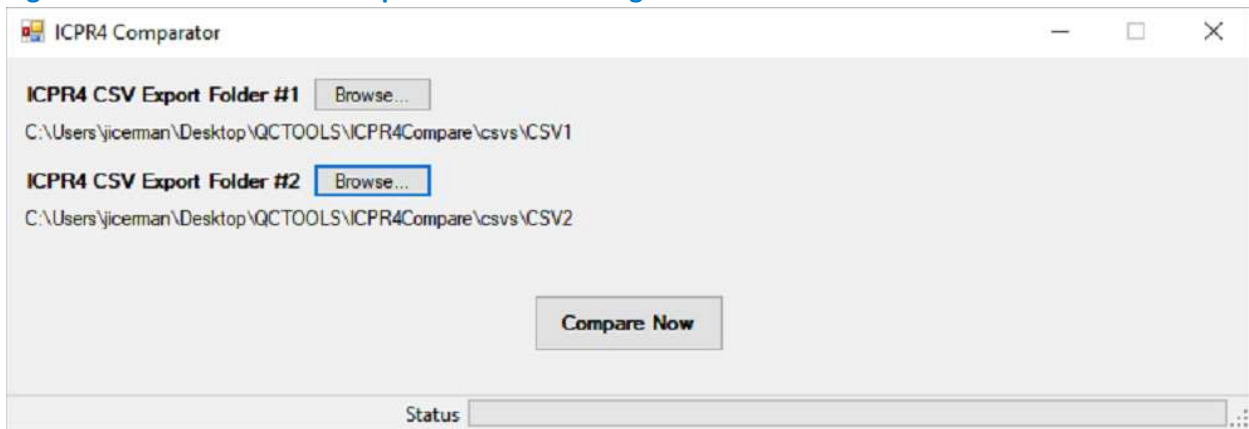 ICPR4 Comparator
ICPR4 CSV Export Folder #1 Browse...
C:\Users\jicerman\Desktop\QCTOOLS\ICPR4Compare\csvs\CSV1
ICPR4 CSV Export Folder #2 Browse...
C:\Users\jicerman\Desktop\QCTOOLS\ICPR4Compare\csvs\CSV2
Compare Now
Status